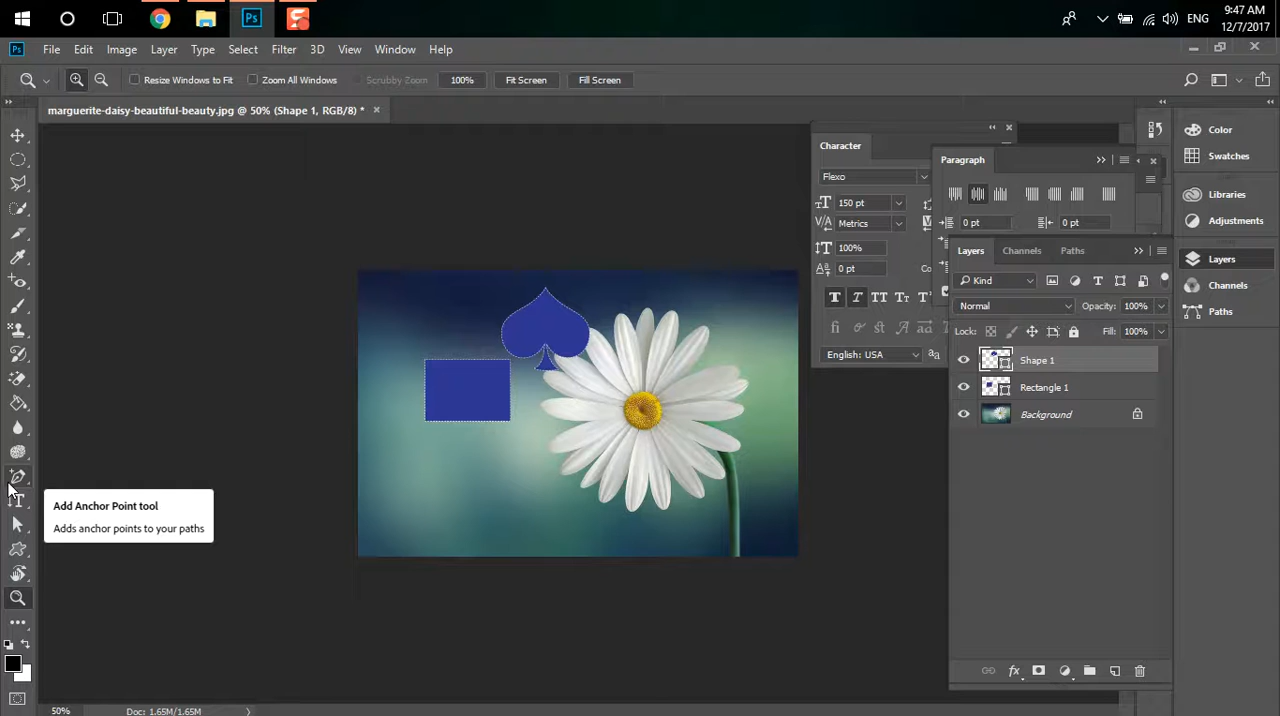 9:47 AM
ENG
12/7/2017
Ps
Ps
File Edit Image Layer Type Select Filter 3D View Window Help
Resize Windows to Fit Zoom All Windows Scrubby Zoom 100% Fit Screen Fill Screen
marguerite-daisy-beautiful-beauty.jpg @ 50% (Shape 1, RGB/8) *
Color
Swatches
Libraries
Adjustments
Layers
Channels
Paths
Character
Flexo
150 pt
Metrics
100%
0 pt
English: USA
Paragraph
0 pt 0 pt
Layers Channels Paths
Kind
Normal Opacity: 100%
Lock: Fill: 100%
Shape 1
Rectangle 1
Background
Add Anchor Point tool
Adds anchor points to your paths
50% Doc: 1.65M/1.65M